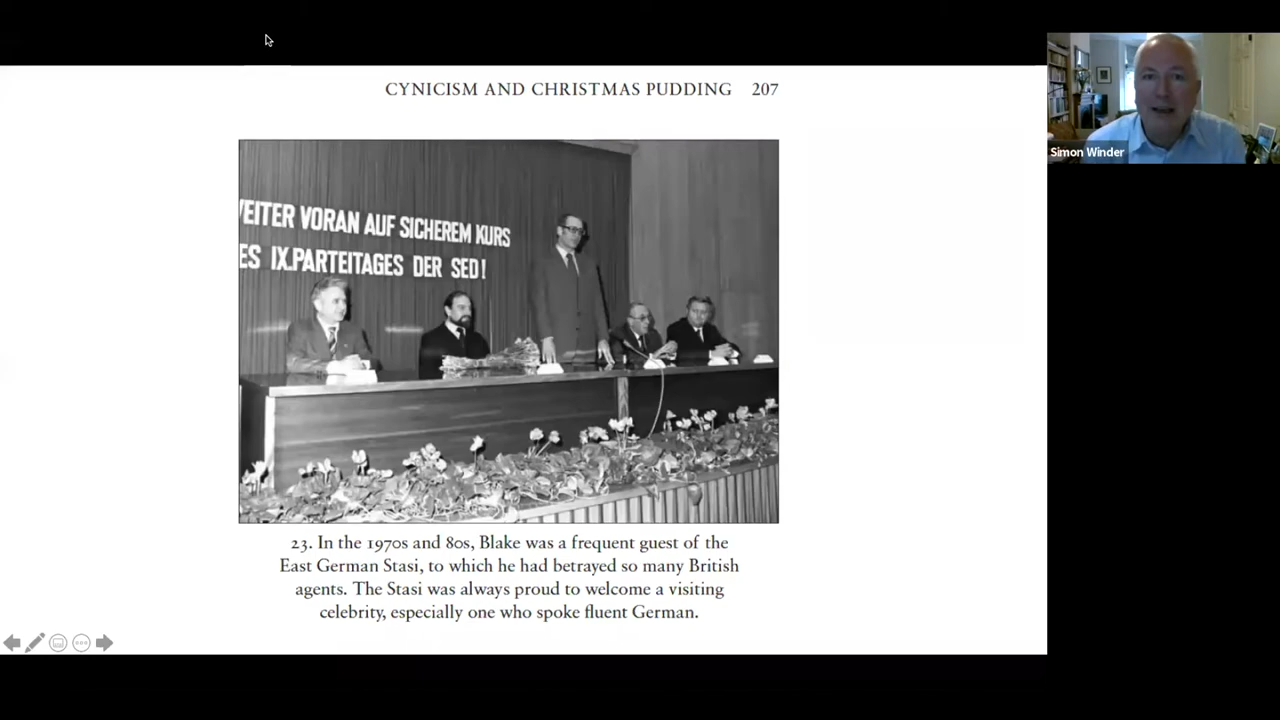 CYNICISM AND CHRISTMAS PUDDING 207
Simon Winder
EITER VORAN AUF SICHEREM KURS
ES IX.PARTEITAGES DER SED!
23. In the 1970s and 80s, Blake was a frequent guest of the
East German Stasi, to which he had betrayed so many British
agents. The Stasi was always proud to welcome a visiting
celebrity, especially one who spoke fluent German.